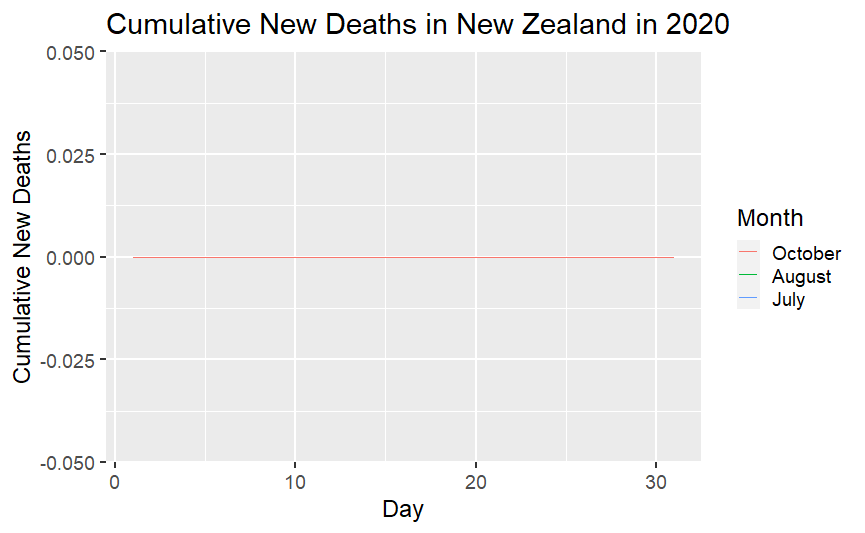 Cumulative New Deaths in New Zealand in 2020
Cumulative New Deaths
0.050
0.025
0.000
-0.025
-0.050
0
10
20
30
Day
Month
October
August
July